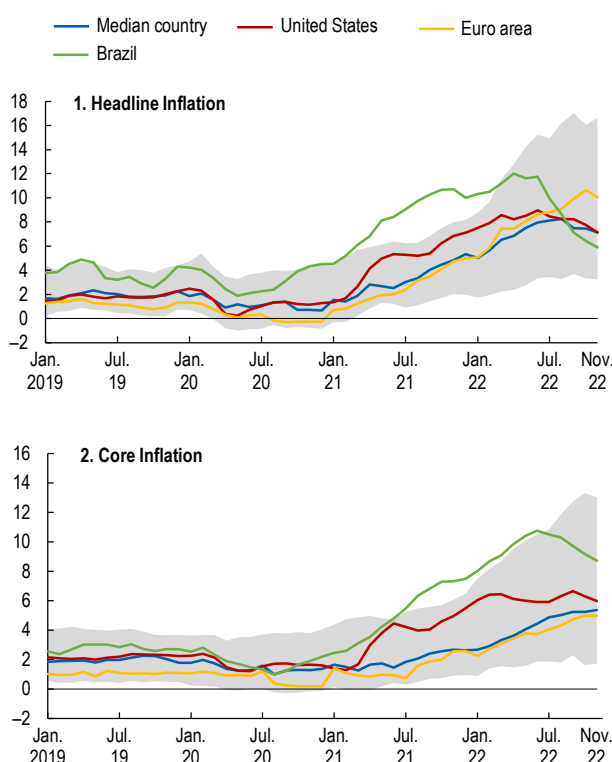 Median country United States Euro area
Brazil
1. Headline Inflation
18
16
14
12
10
8
6
4
2
0
–2
Jan. Jul. Jan. Jul. Jan. Jul. Jan. Jul. Nov.
2019 19 20 20 21 21 22 22 22
2. Core Inflation
16
14
12
10
8
6
4
2
0
–2
Jan. Jul. Jan. Jul. Jan. Jul. Jan. Jul. Nov.
2019 19 20 20 21 21 22 22 22